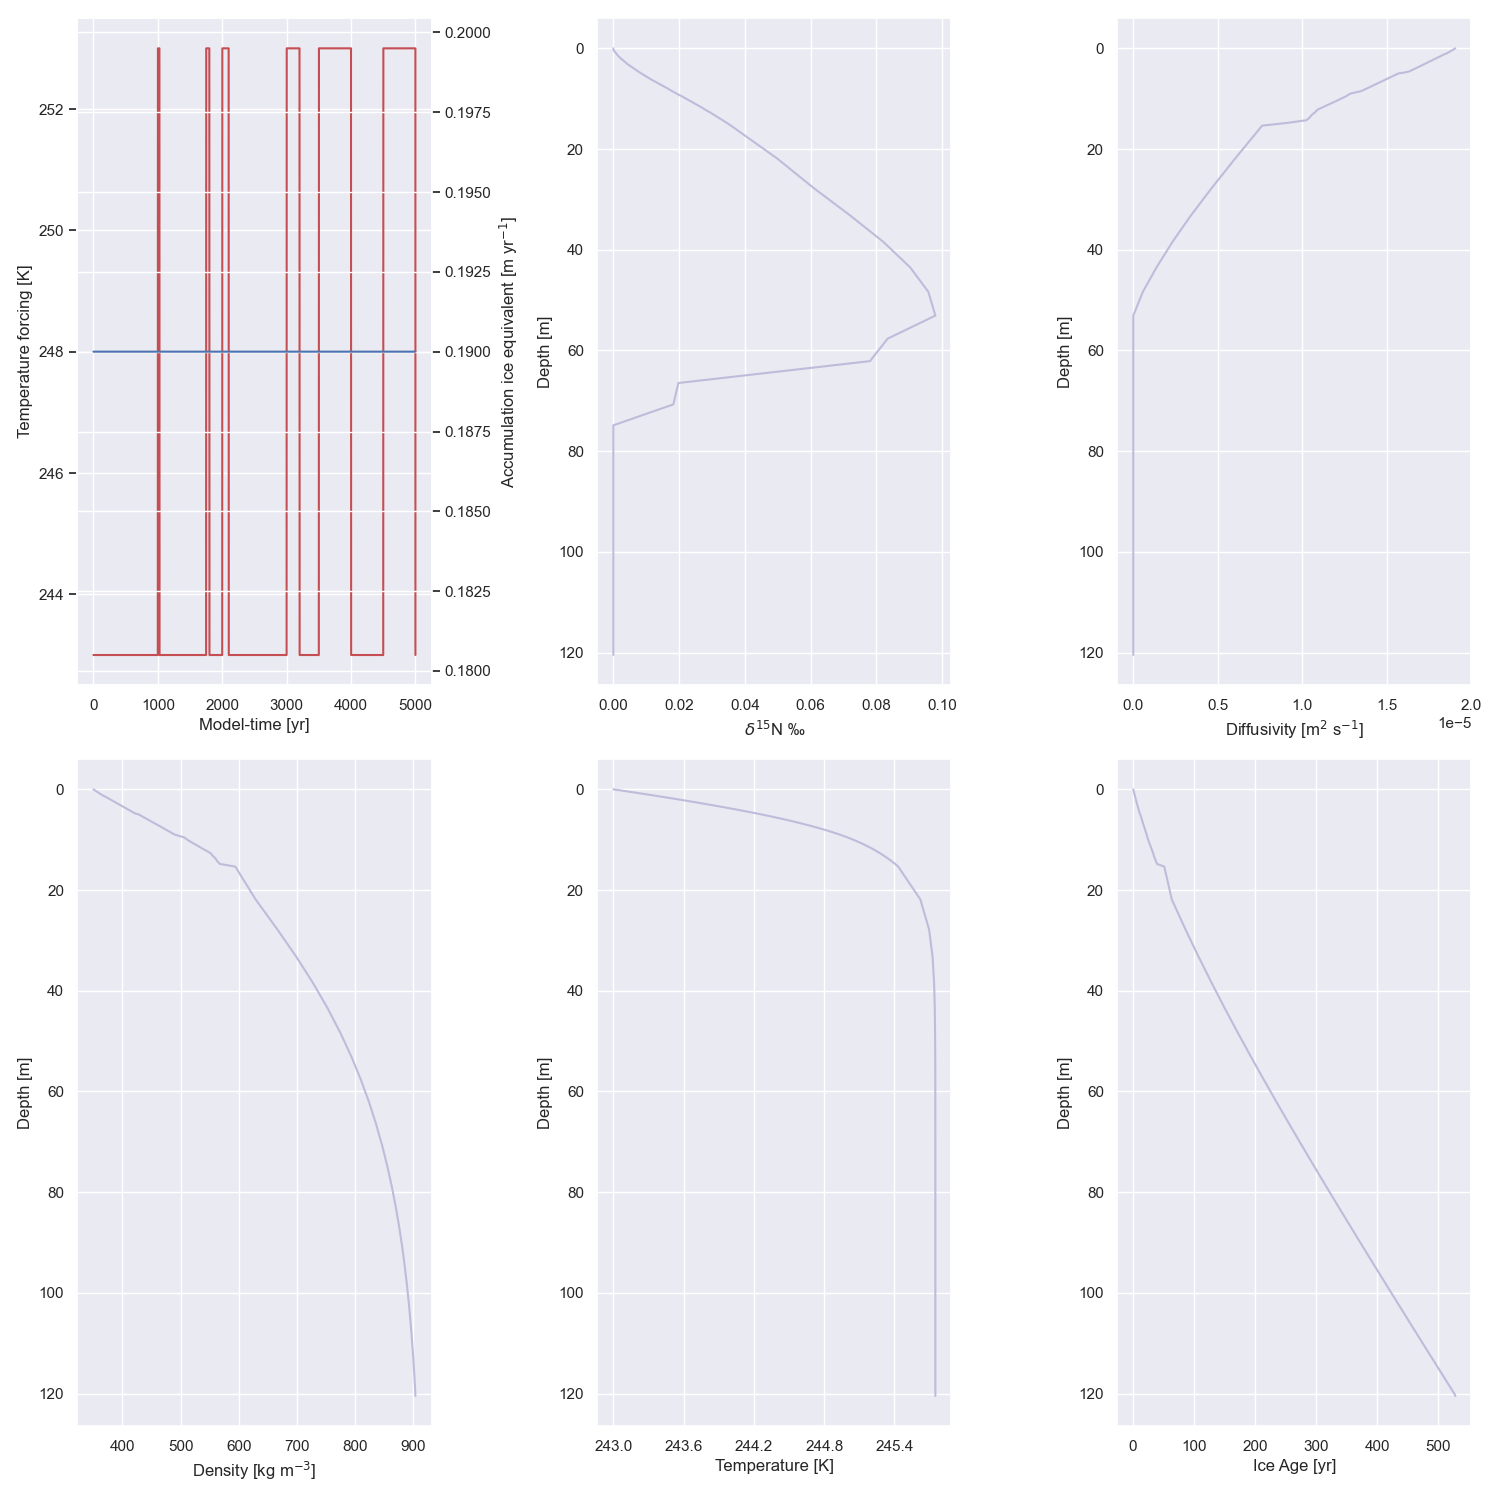 Temperature forcing [K]
252
250
248
246
244
0.2000
0.1975
0.1950
0.1925
0.1900
0.1875
0.1850
0.1825
0.1800
Accumulation ice equivalent [m yr⁻¹]
0 1000 2000 3000 4000 5000
Model-time [yr]
Depth [m]
0
20
40
60
80
100
120
0.00 0.02 0.04 0.06 0.08 0.10
δ¹⁵N ‰
Depth [m]
0
20
40
60
80
100
120
0.0 0.5 1.0 1.5 2.0
1e−5
Diffusivity [m² s⁻¹]
Depth [m]
0
20
40
60
80
100
120
400 500 600 700 800 900
Density [kg m⁻³]
Depth [m]
0
20
40
60
80
100
120
243.0 243.6 244.2 244.8 245.4
Temperature [K]
Depth [m]
0
20
40
60
80
100
120
0 100 200 300 400 500
Ice Age [yr]